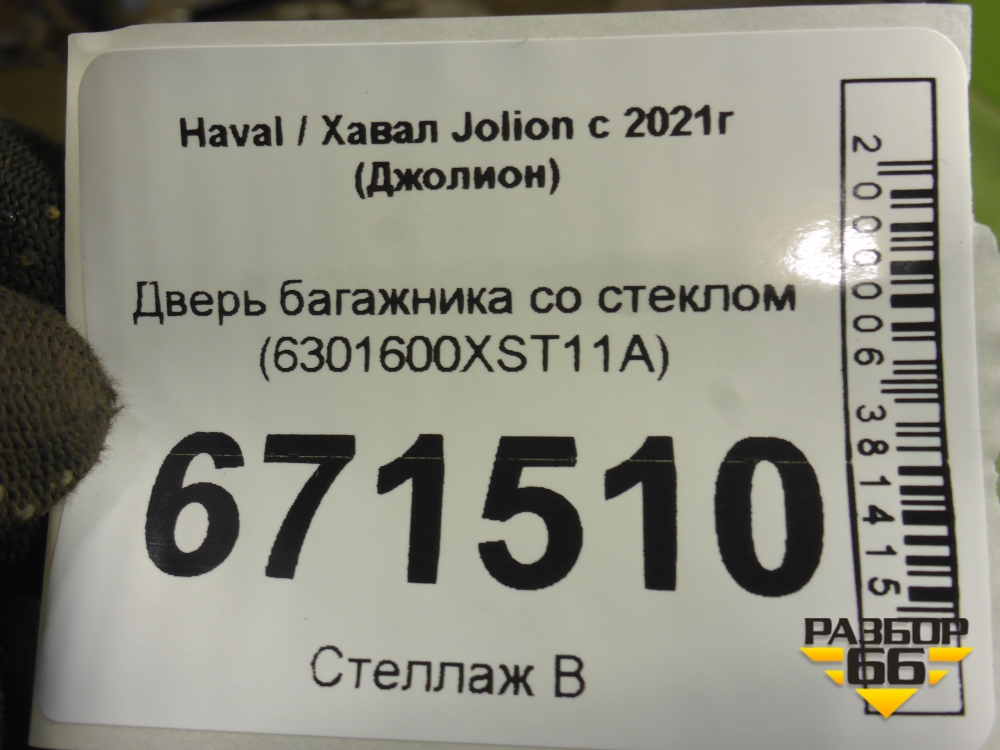 Haval / Хавал Jolion с 2021г
(Джолион)
Дверь багажника со стеклом
(6301600XST11A)
671510
Стеллаж В
2000006381415
РАЗБОР
66